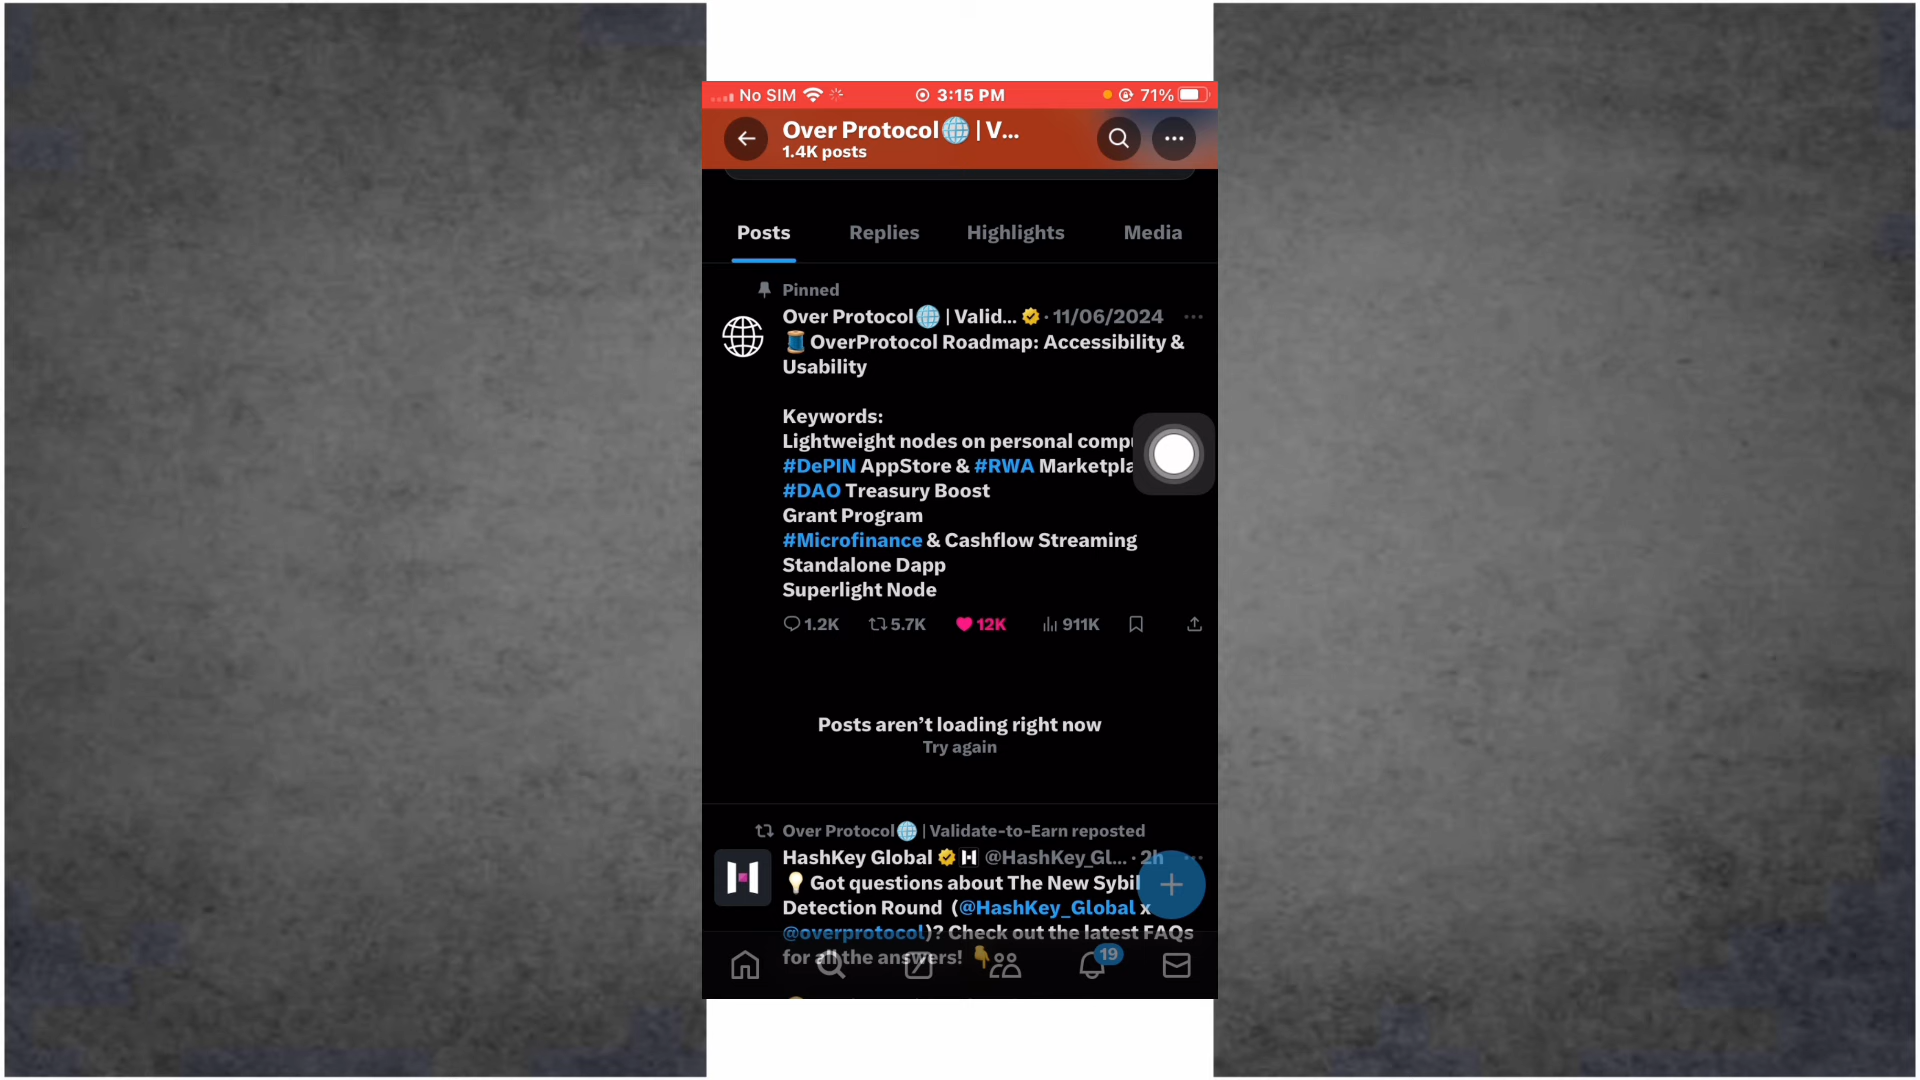 No SIM 3:15 PM 71%
Over Protocol🌐 | V...
1.4K posts
Posts Replies Highlights Media
Pinned
Over Protocol🌐 | Valid... · 11/06/2024
🧵 OverProtocol Roadmap: Accessibility &
Usability
Keywords:
Lightweight nodes on personal
#DePIN AppStore & #RWA
#DAO Treasury Boost
Grant Program
#Microfinance & Cashflow Streaming
Standalone Dapp
Superlight Node
1.2K 5.7K 12K 911K
Posts aren’t loading right now
Try again
Over Protocol🌐 | Validate-to-Earn reposted
HashKey Global @HashKey_Gl... · 2h
💡 Got questions about The New Sybil
Detection Round (@HashKey_Global x
@overprotocol)? Check out the latest FAQs
for all the answers! 👇
19